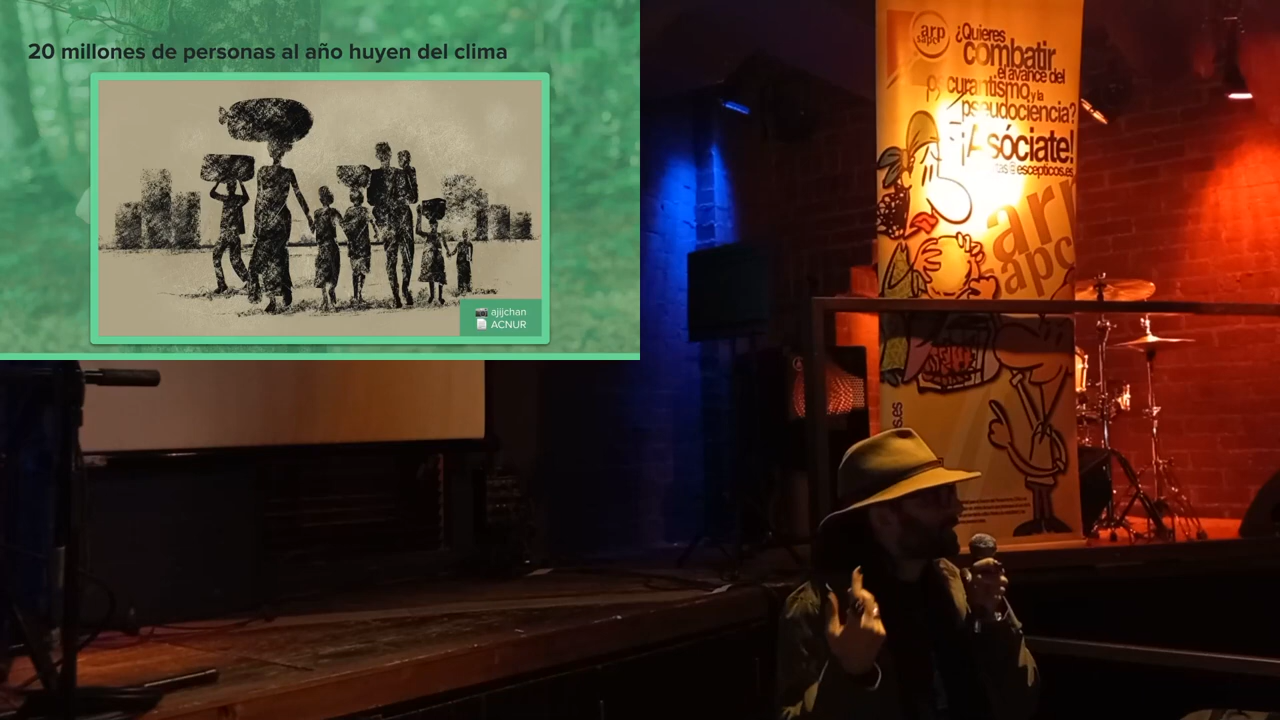 20 millones de personas al año huyen del clima
ajijchan
ACNUR
arp
sapc
¿Quieres
combatir
el avance del
curantismo
y la
pseudociencia?
¡Asóciate!
escepticos.es
arp
sapc